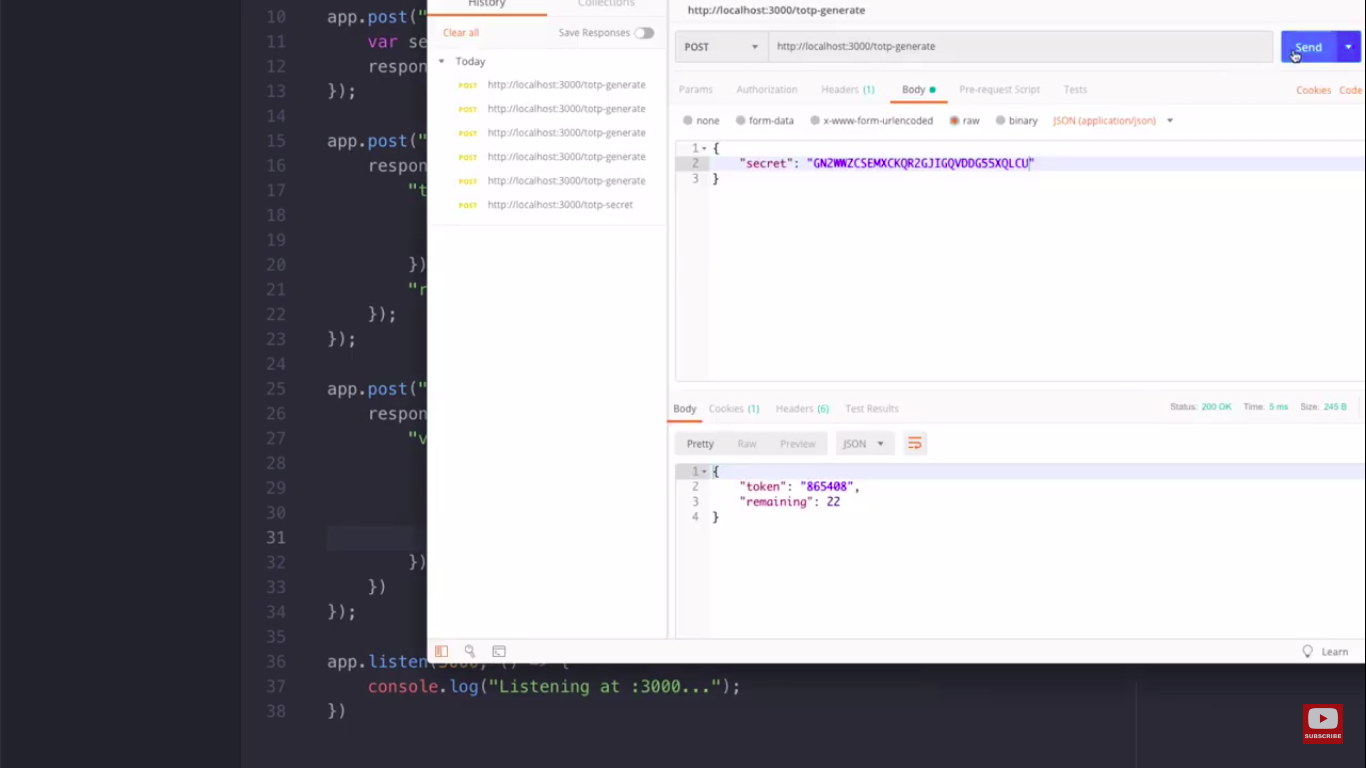 10 app.post("
11 var se
12 respon
13 });
14
15 app.post("
16 respon
17 "t
18
19
20 })
21 "r
22 });
23 });
24
25 app.post("
26 respon
27 "v
28
29
30
31
32 })
33 })
34 });
35
36 app.listen(3000, () => {
37 console.log("Listening at :3000...");
38 })
History Collections
Clear all Save Responses
Today
POST http://localhost:3000/totp-generate
POST http://localhost:3000/totp-generate
POST http://localhost:3000/totp-generate
POST http://localhost:3000/totp-generate
POST http://localhost:3000/totp-generate
POST http://localhost:3000/totp-secret
http://localhost:3000/totp-generate
POST http://localhost:3000/totp-generate Send
Params Authorization Headers (1) Body Pre-request Script Tests Cookies Code
none form-data x-www-form-urlencoded raw binary JSON (application/json)
1 {
2 "secret": "GN2WWZCSEMXCKQR2GJIGQVDDG55XQLCU"
3 }
Body Cookies (1) Headers (6) Test Results Status: 200 OK Time: 5 ms Size: 245 B
Pretty Raw Preview JSON
1 {
2 "token": "865408",
3 "remaining": 22
4 }
Learn
SUBSCRIBE